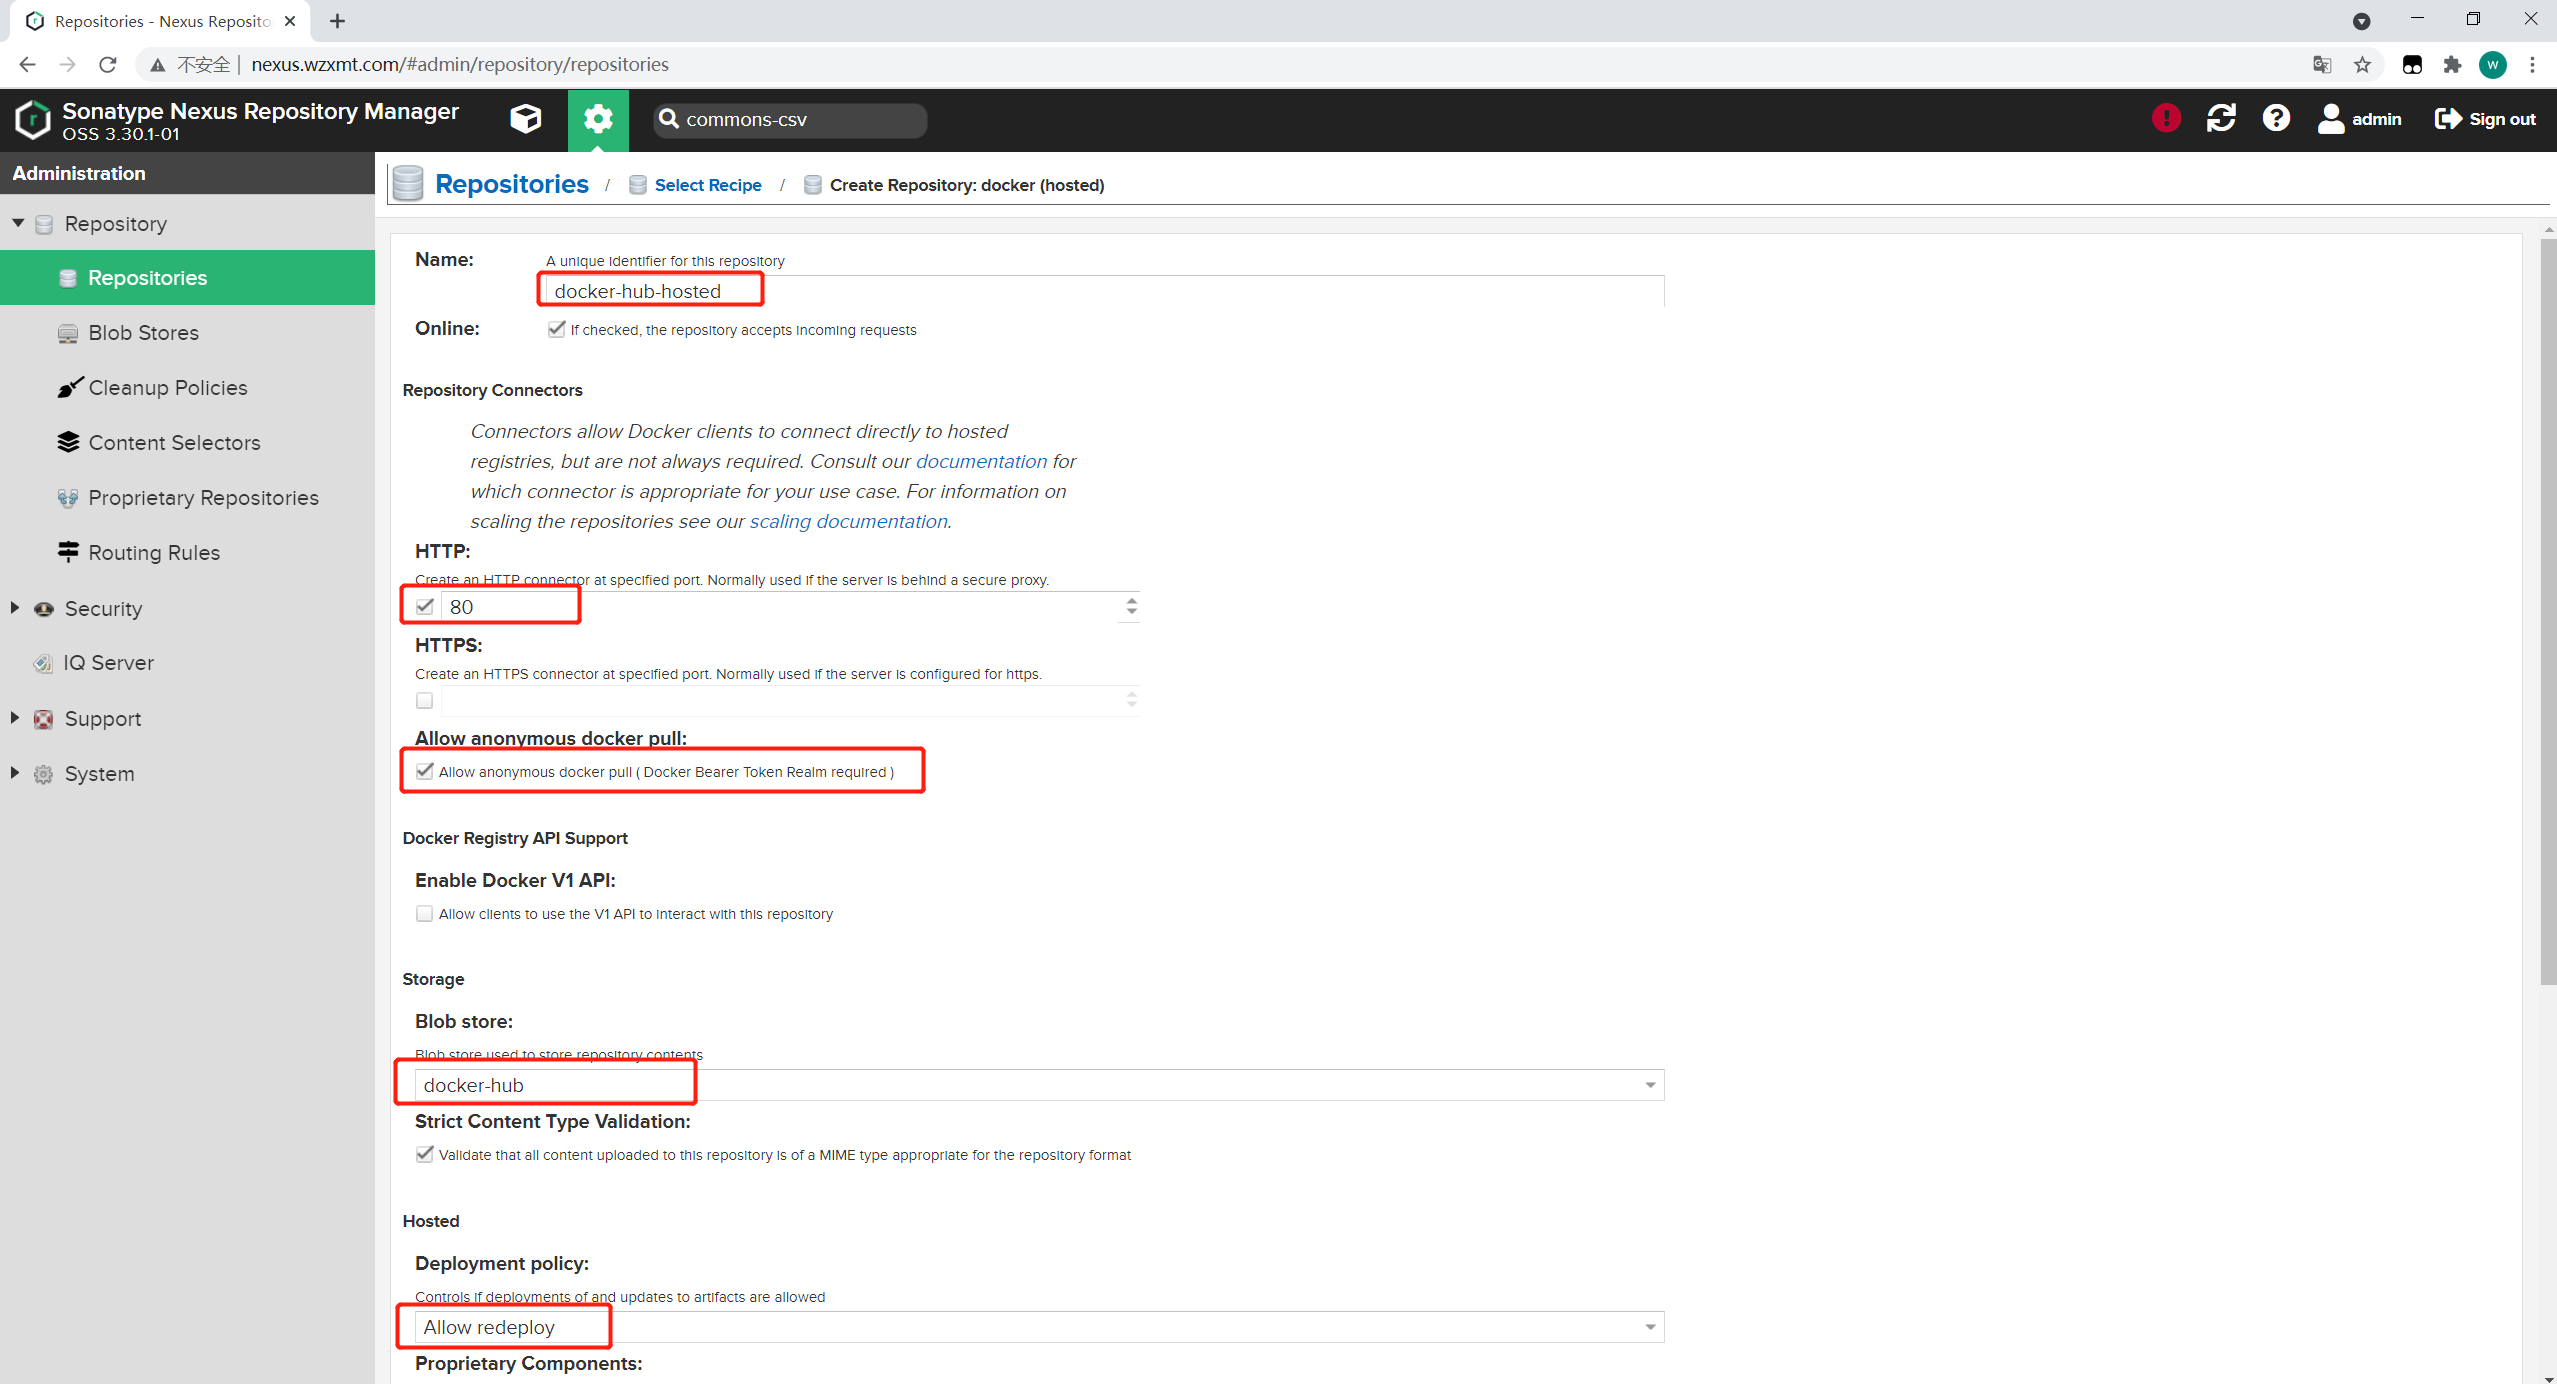 Repositories - Nexus Reposito
不安全 | nexus.wzxmt.com/#admin/repository/repositories
W
Sonatype Nexus Repository Manager
OSS 3.30.1-01
commons-csv
admin
Sign out
Administration
Repository
Repositories
Blob Stores
Cleanup Policies
Content Selectors
Proprietary Repositories
Routing Rules
Security
IQ Server
Support
System
Repositories / Select Recipe / Create Repository: docker (hosted)
Name:
A unique identifier for this repository
docker-hub-hosted
Online:
If checked, the repository accepts incoming requests
Repository Connectors
Connectors allow Docker clients to connect directly to hosted
registries, but are not always required. Consult our documentation for
which connector is appropriate for your use case. For information on
scaling the repositories see our scaling documentation.
HTTP:
Create an HTTP connector at specified port. Normally used if the server is behind a secure proxy.
80
HTTPS:
Create an HTTPS connector at specified port. Normally used if the server is configured for https.
Allow anonymous docker pull:
Allow anonymous docker pull ( Docker Bearer Token Realm required )
Docker Registry API Support
Enable Docker V1 API:
Allow clients to use the V1 API to interact with this repository
Storage
Blob store:
Blob store used to store repository contents
docker-hub
Strict Content Type Validation:
Validate that all content uploaded to this repository is of a MIME type appropriate for the repository format
Hosted
Deployment policy:
Controls if deployments of and updates to artifacts are allowed
Allow redeploy
Proprietary Components: